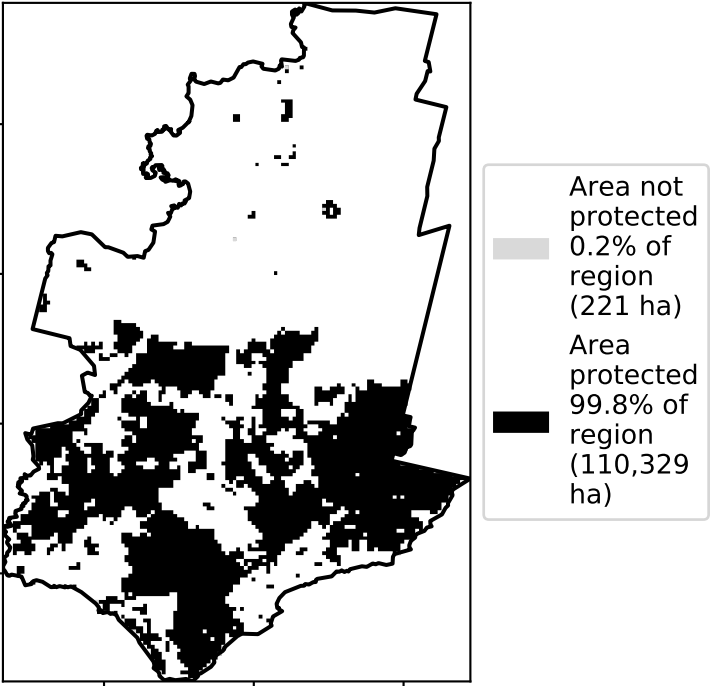 Area not
protected
0.2% of
region
(221 ha)
Area
protected
99.8% of
region
(110,329
ha)